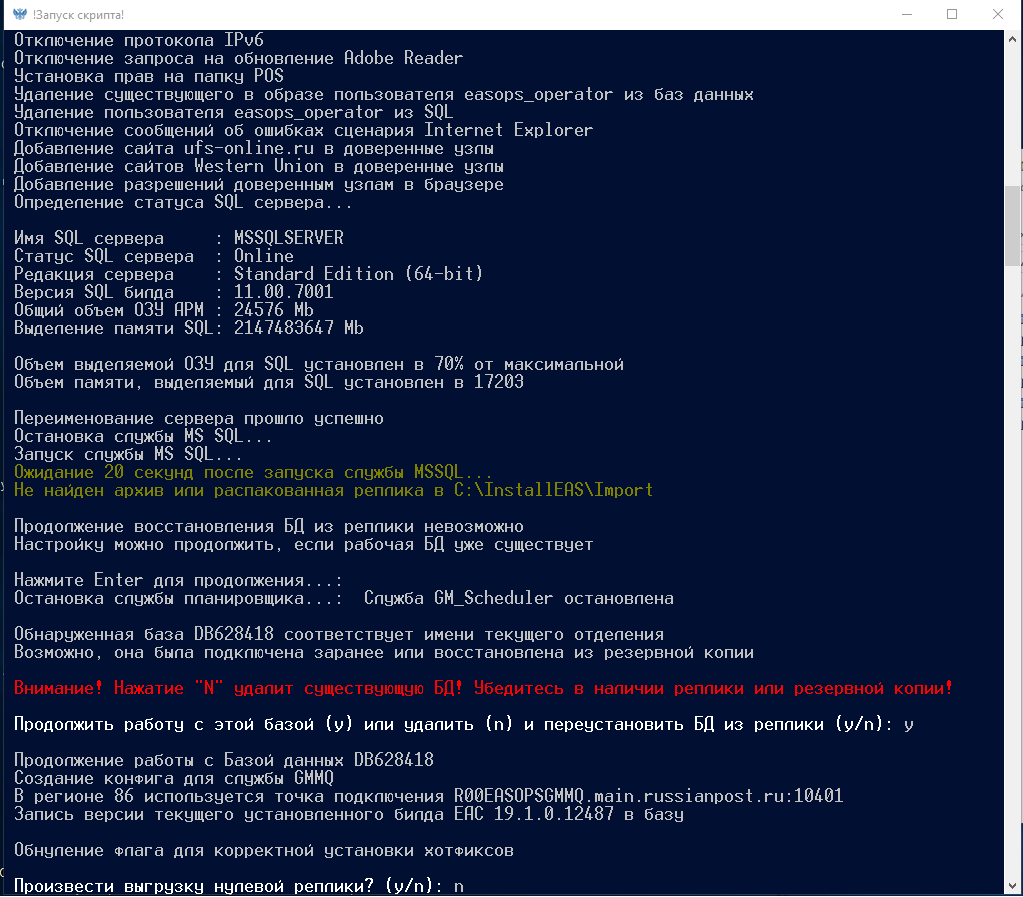 !Запуск скрипта!
Отключение протокола IPv6
Отключение запроса на обновление Adobe Reader
Установка прав на папку POS
Удаление существующего в образе пользователя easops_operator из баз данных
Удаление пользователя easops_operator из SQL
Отключение сообщений об ошибках сценария Internet Explorer
Добавление сайта ufs-online.ru в доверенные узлы
Добавление сайтов Western Union в доверенные узлы
Добавление разрешений доверенным узлам в браузере
Определение статуса SQL сервера...
Имя SQL сервера     : MSSQLSERVER
Статус SQL сервера  : Online
Редакция сервера    : Standard Edition (64-bit)
Версия SQL билда    : 11.00.7001
Общий объем ОЗУ АРМ : 24576 Mb
Выделение памяти SQL: 2147483647 Mb
Объем выделяемой ОЗУ для SQL установлен в 70% от максимальной
Объем памяти, выделяемый для SQL установлен в 17203
Переименование сервера прошло успешно
Остановка службы MS SQL...
Запуск службы MS SQL...
Ожидание 20 секунд после запуска службы MSSQL...
Не найден архив или распакованная реплика в C:\InstallEAS\Import
Продолжение восстановления БД из реплики невозможно
Настройку можно продолжить, если рабочая БД уже существует
Нажмите Enter для продолжения...:
Остановка службы планировщика...:  Служба GM_Scheduler остановлена
Обнаруженная база DB628418 соответствует имени текущего отделения
Возможно, она была подключена заранее или восстановлена из резервной копии
Внимание! Нажатие "N" удалит существующую БД! Убедитесь в наличии реплики или резервной копии!
Продолжить работу с этой базой (y) или удалить (n) и переустановить БД из реплики (y/n): y
Продолжение работы с Базой данных DB628418
Создание конфига для службы GMMQ
В регионе 86 используется точка подключения R00EASOPSGMMQ.main.russianpost.ru:10401
Запись версии текущего установленного билда ЕАС 19.1.0.12487 в базу
Обнуление флага для корректной установки хотфиксов
Произвести выгрузку нулевой реплики? (y/n): n